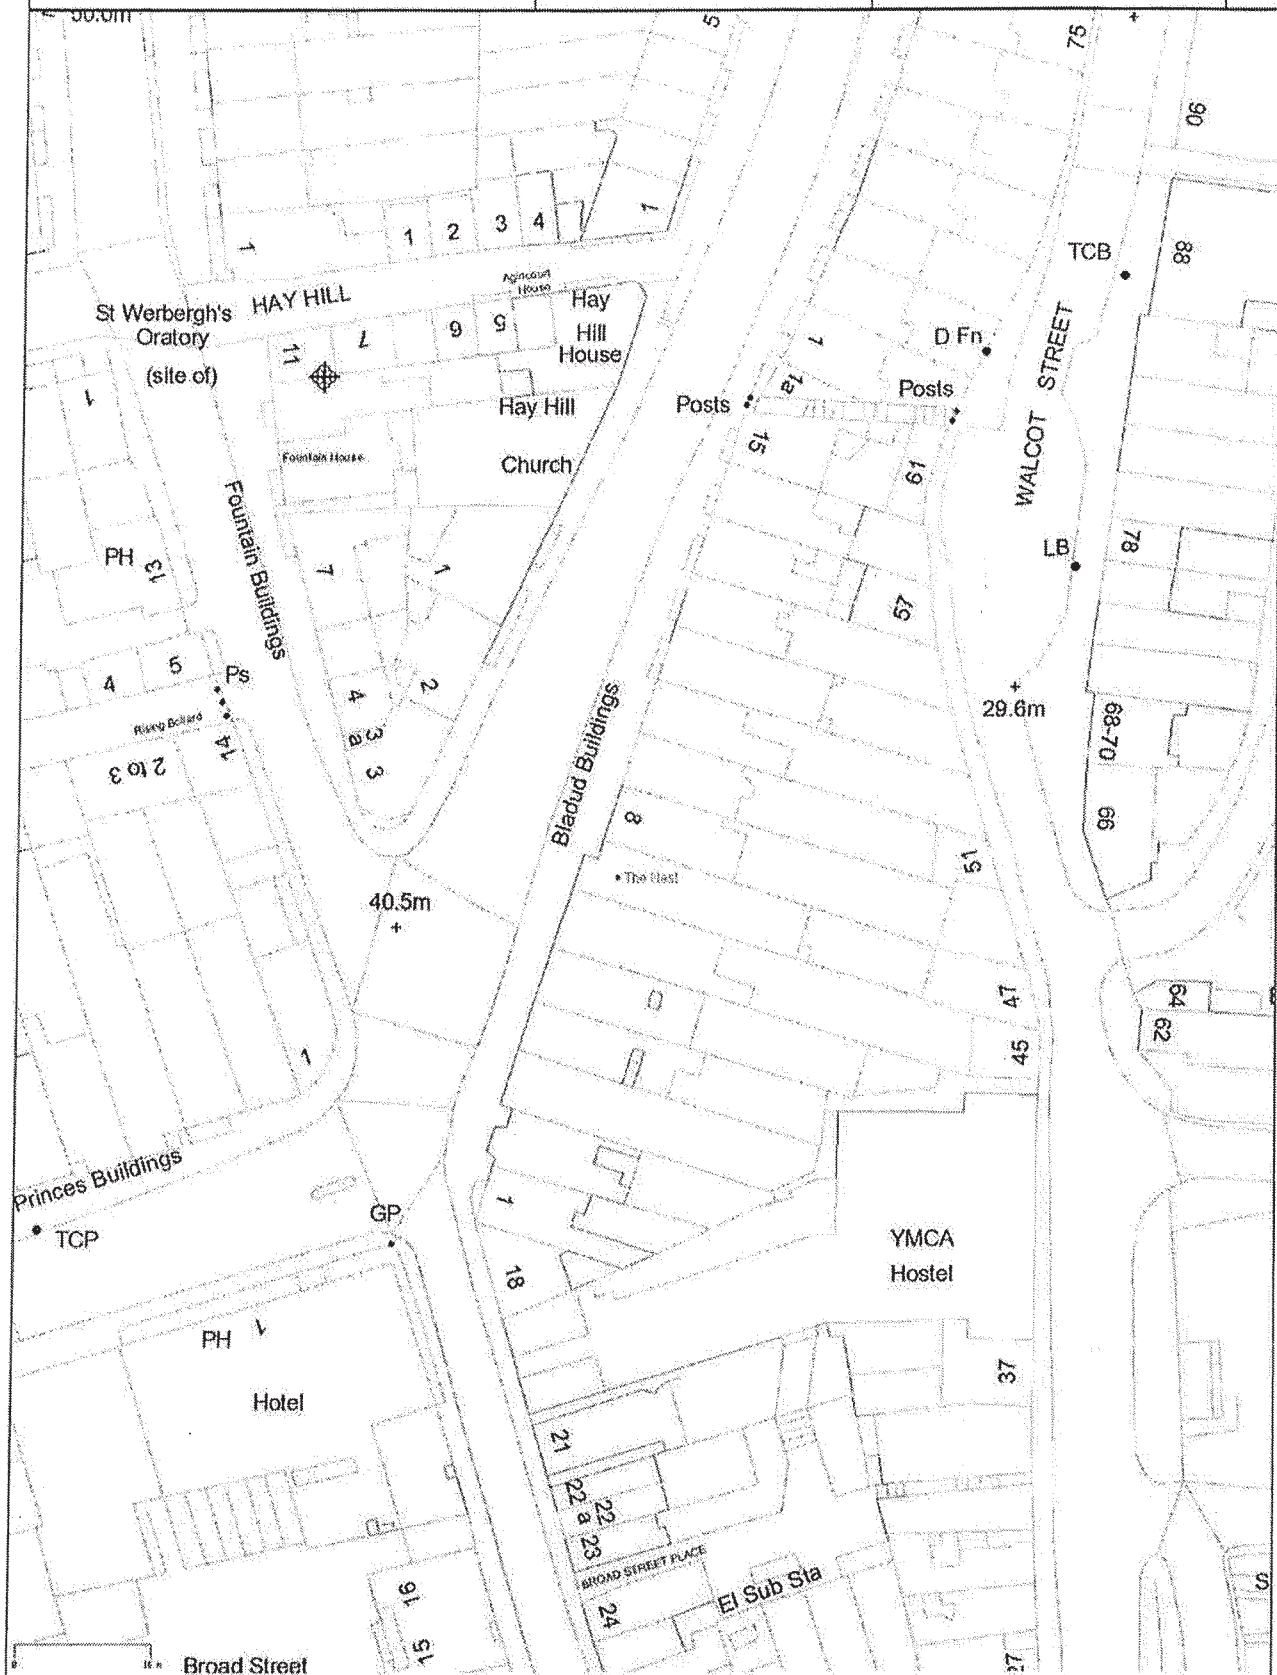 50.0m
5
75
90
1
1
2
3
4
1
TCB
88
Agincourt
House
HAY HILL
St Werbergh's
Oratory
(site of)
11
7
6
5
Hay
Hill
House
D Fn
1
1a
WALCOT STREET
1
Hay Hill
Church
Posts
Posts
15
61
Fountain House
Fountain Buildings
PH
13
7
1
LB
78
57
4
5
Ps
4
2
29.6m
Rising Bollard
14
3a
3
2 to 3
Bladud Buildings
68-70
66
8
51
40.5m
47
64
62
45
1
Princes Buildings
TCP
GP
1
18
YMCA
Hostel
PH
1
Hotel
37
21
22a
22
23
BROAD STREET PLACE
24
El Sub Sta
16
15
Broad Street
S